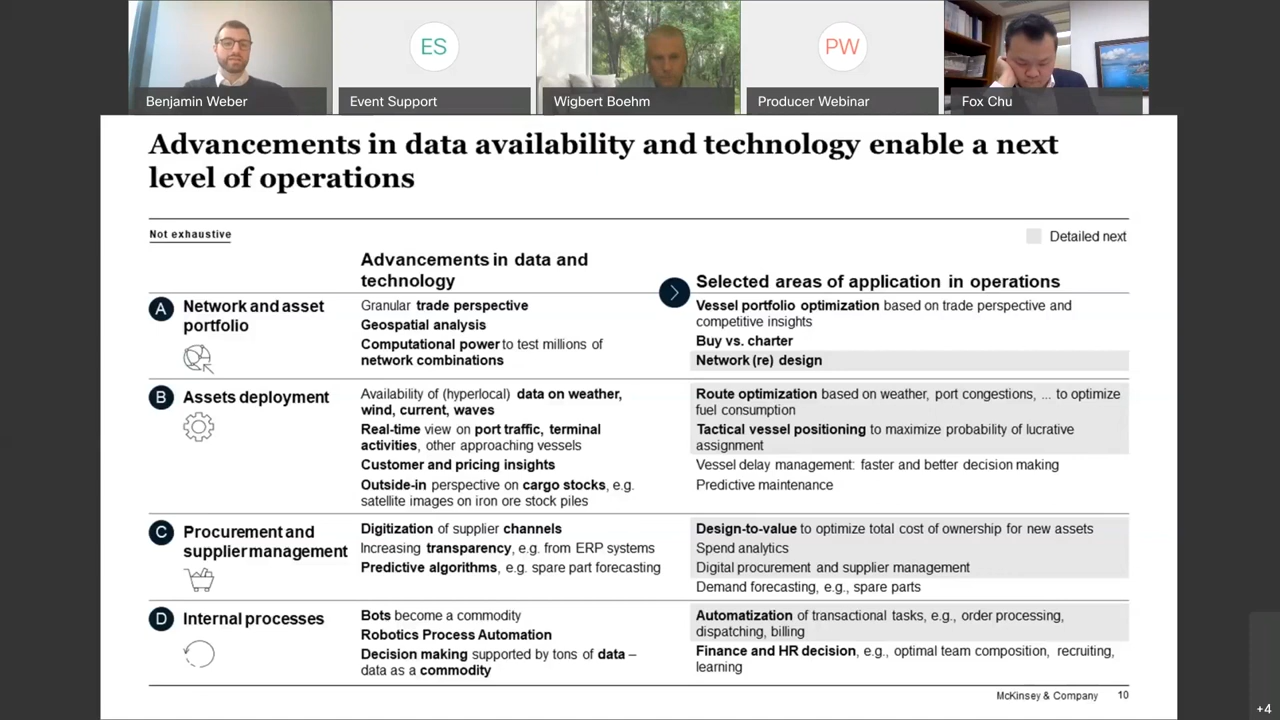 Benjamin Weber
ES
Event Support
Wigbert Boehm
PW
Producer Webinar
Fox Chu
Advancements in data availability and technology enable a next
level of operations
Not exhaustive
Detailed next
Advancements in data and
technology
Selected areas of application in operations
A
Network and asset
portfolio
Granular trade perspective
Geospatial analysis
Computational power to test millions of
network combinations
Vessel portfolio optimization based on trade perspective and
competitive insights
Buy vs. charter
Network (re) design
B
Assets deployment
Availability of (hyperlocal) data on weather,
wind, current, waves
Real-time view on port traffic, terminal
activities, other approaching vessels
Customer and pricing insights
Outside-in perspective on cargo stocks, e.g.
satellite images on iron ore stock piles
Route optimization based on weather, port congestions, ... to optimize
fuel consumption
Tactical vessel positioning to maximize probability of lucrative
assignment
Vessel delay management: faster and better decision making
Predictive maintenance
C
Procurement and
supplier management
Digitization of supplier channels
Increasing transparency, e.g. from ERP systems
Predictive algorithms, e.g. spare part forecasting
Design-to-value to optimize total cost of ownership for new assets
Spend analytics
Digital procurement and supplier management
Demand forecasting, e.g., spare parts
D
Internal processes
Bots become a commodity
Robotics Process Automation
Decision making supported by tons of data –
data as a commodity
Automatization of transactional tasks, e.g., order processing,
dispatching, billing
Finance and HR decision, e.g., optimal team composition, recruiting,
learning
McKinsey & Company 10
+4